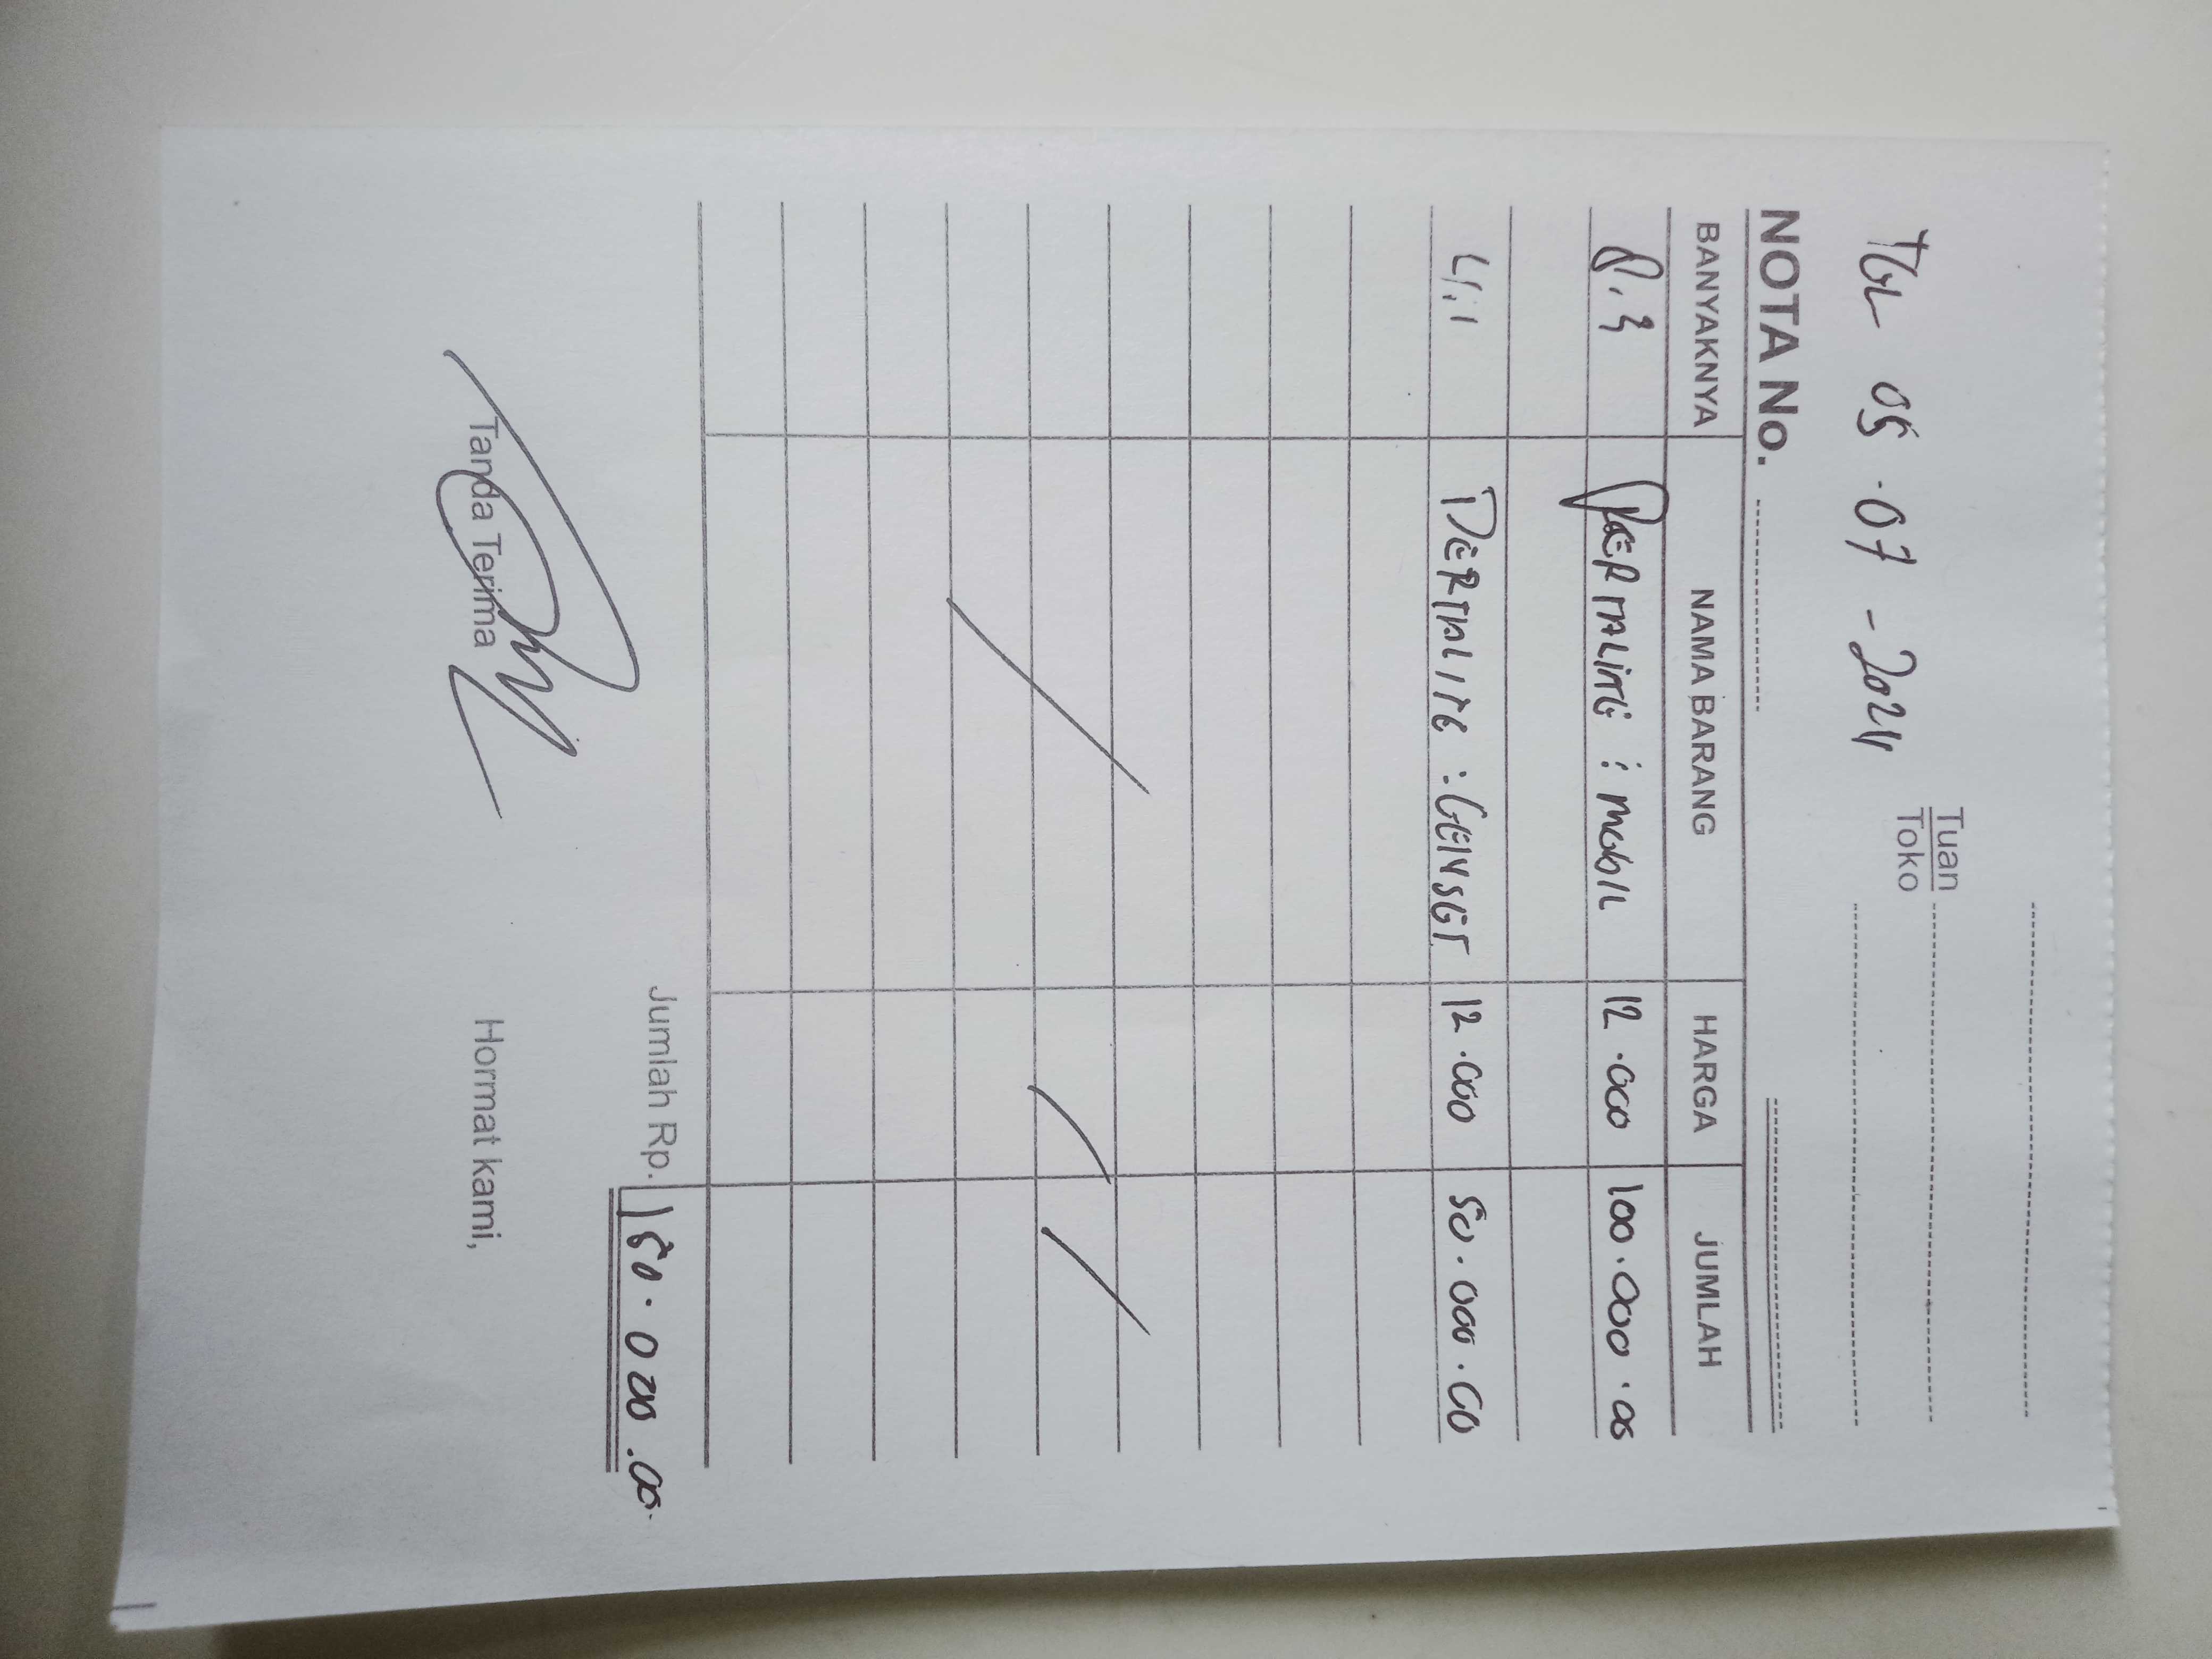 Tuan
Toko
TGL 05 . 07 - 2024
NOTA No.
BANYAKNYA NAMA BARANG HARGA JUMLAH
8.3 PERTALITE : MOBIL 12.000 100.000.00
4.1 PERTALITE : GENSET 12.000 50.000.00
Jumlah Rp. 150.000.00
Tanda Terima Hormat kami,